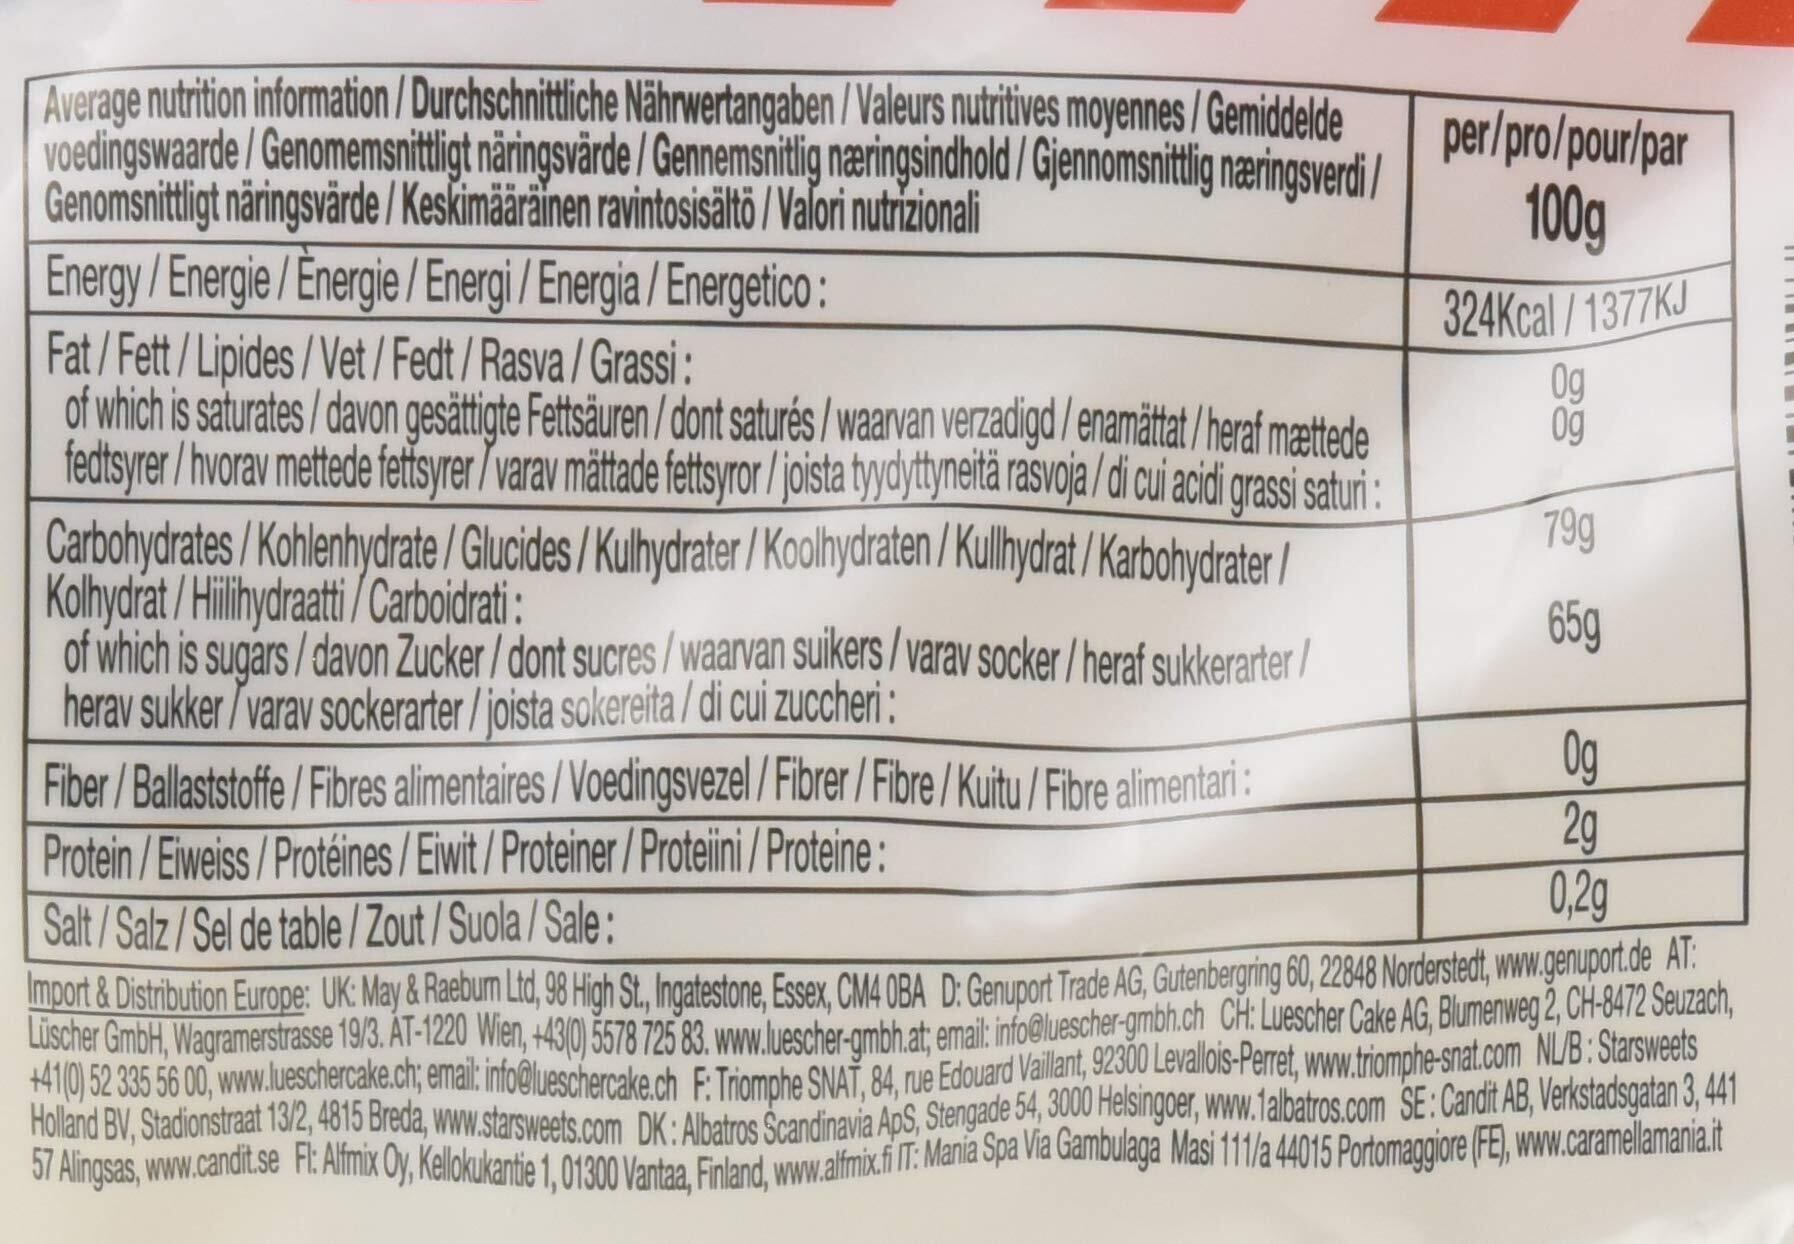 Average nutrition information / Durchschnittliche Nährwertangaben / Valeurs nutritives moyennes / Gemiddelde
voedingswaarde / Genomemsnittligt näringsvärde / Gennemsnitlig næringsindhold / Gjennomsnittlig næringsverdi /
Genomsnittligt näringsvärde / Keskimääräinen ravintosisältö / Valori nutrizionali
per/pro/pour/par
100g
Energy / Energie / Ènergie / Energi / Energia / Energetico :
324Kcal / 1377KJ
Fat / Fett / Lipides / Vet / Fedt / Rasva / Grassi :
0g
of which is saturates / davon gesättigte Fettsäuren / dont saturés / waarvan verzadigd / enamättat / heraf mættede
0g
fedtsyrer / hvorav mettede fettsyrer / varav mättade fettsyror / joista tyydyttyneitä rasvoja / di cui acidi grassi saturi :
Carbohydrates / Kohlenhydrate / Glucides / Kulhydrater / Koolhydraten / Kullhydrat / Karbohydrater /
79g
Kolhydrat / Hiilihydraatti / Carboidrati :
of which is sugars / davon Zucker / dont sucres / waarvan suikers / varav socker / heraf sukkerarter /
65g
herav sukker / varav sockerarter / joista sokereita / di cui zuccheri :
Fiber / Ballaststoffe / Fibres alimentaires / Voedingsvezel / Fibrer / Fibre / Kuitu / Fibre alimentari :
0g
Protein / Eiweiss / Protéines / Eiwit / Proteiner / Proteiini / Proteine :
2g
Salt / Salz / Sel de table / Zout / Suola / Sale :
0,2g
Import & Distribution Europe: UK: May & Raeburn Ltd, 98 High St., Ingatestone, Essex, CM4 0BA D: Genuport Trade AG, Gutenbergring 60, 22848 Norderstedt, www.genuport.de AT:
Lüscher GmbH, Wagramerstrasse 19/3. AT-1220 Wien, +43(0) 5578 725 83. www.luescher-gmbh.at; email: info@luescher-gmbh.ch CH: Luescher Cake AG, Blumenweg 2, CH-8472 Seuzach,
+41(0) 52 335 56 00, www.lueschercake.ch; email: info@lueschercake.ch F: Triomphe SNAT, 84, rue Edouard Vaillant, 92300 Levallois-Perret, www.triomphe-snat.com NL/B : Starsweets
Holland BV, Stadionstraat 13/2, 4815 Breda, www.starsweets.com DK : Albatros Scandinavia ApS, Stengade 54, 3000 Helsingoer, www.1albatros.com SE : Candit AB, Verkstadsgatan 3, 441
57 Alingsas, www.candit.se FI: Alfmix Oy, Kellokukantie 1, 01300 Vantaa, Finland, www.alfmix.fi IT: Mania Spa Via Gambulaga Masi 111/a 44015 Portomaggiore (FE), www.caramellamania.it